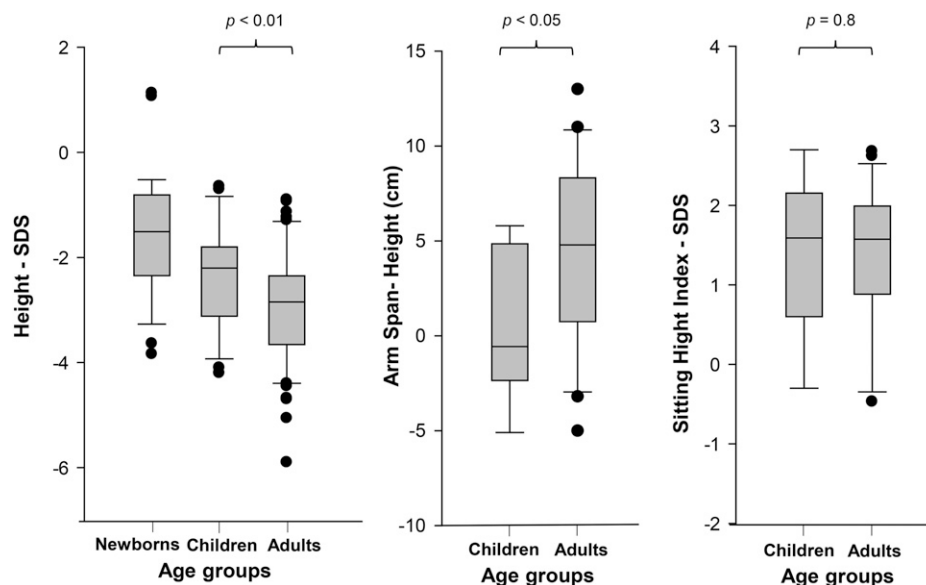 p < 0.01
Height - SDS
2
0
-2
-4
-6
Newborns Children Adults
Age groups
p < 0.05
Arm Span- Height (cm)
15
10
5
0
-5
-10
Children Adults
Age groups
p = 0.8
Sitting Hight Index - SDS
4
3
2
1
0
-1
-2
Children Adults
Age groups